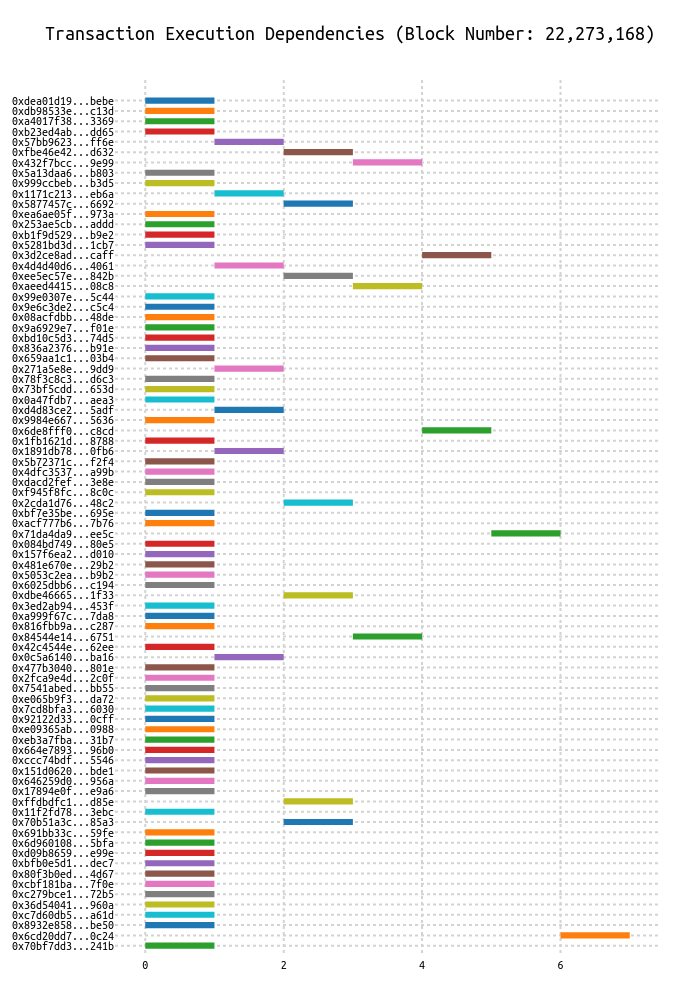 Transaction Execution Dependencies (Block Number: 22,273,168)
0xdea01d19...bebe
0xdb98533e...c13d
0xa4017f38...3369
0xb23ed4ab...dd65
0x57bb9623...ff6e
0xfbe46e42...d632
0x432f7bcc...9e99
0x5a13daa6...b803
0x999ccbeb...b3d5
0x1171c213...eb6a
0x5877457c...6692
0xea6ae05f...973a
0x253ae5cb...addd
0xb1f9d529...b9e2
0x5281bd3d...1cb7
0x3d2ce8ad...caff
0x4d4d40d6...4061
0xee5ec57e...842b
0xaeed4415...08c8
0x99e0307e...5c44
0x9e6c3de2...c5c4
0x08acfdbb...48de
0x9a6929e7...f01e
0xbd10c5d3...74d5
0x836a2376...b91e
0x659aa1c1...03b4
0x271a5e8e...9dd9
0x78f3c8c3...d6c3
0x73bf5cdd...653d
0x0a47fdb7...aea3
0xd4d83ce2...5adf
0x9984e667...5636
0x6de8fff0...c8cd
0x1fb1621d...8788
0x1891db78...0fb6
0x5b72371c...f2f4
0x4dfc3537...a99b
0xdacd2fef...3e8e
0xf945f8fc...8c0c
0x2cda1d76...48c2
0xbf7e35be...695e
0xacf777b6...7b76
0x71da4da9...ee5c
0x084bd749...80e5
0x157f6ea2...d010
0x481e670e...29b2
0x5053c2ea...b9b2
0x6025dbb6...c194
0xdbe46665...1f33
0x3ed2ab94...453f
0xa999f67c...7da8
0x816fbb9a...c287
0x84544e14...6751
0x42c4544e...62ee
0x0c5a6140...ba16
0x477b3040...801e
0x2fca9e4d...2c0f
0x7541abed...bb55
0xe065b9f3...da72
0x7cd8bfa3...6030
0x92122d33...0cff
0xe09365ab...0988
0xeb3a7fba...31b7
0x664e7893...96b0
0xccc74bdf...5546
0x151d0620...bde1
0x646259d0...956a
0x17894e0f...e9a6
0xffdbdfc1...d85e
0x11f2fd78...3ebc
0x70b51a3c...85a3
0x691bb33c...59fe
0x6d960108...5bfa
0xd09b8659...e99e
0xbfb0e5d1...dec7
0x80f3b0ed...4d67
0xcbf181ba...7f0e
0xc279bce1...72b5
0x36d54041...960a
0xc7d60db5...a61d
0x8932e858...be50
0x6cd20dd7...0c24
0x70bf7dd3...241b
0 2 4 6